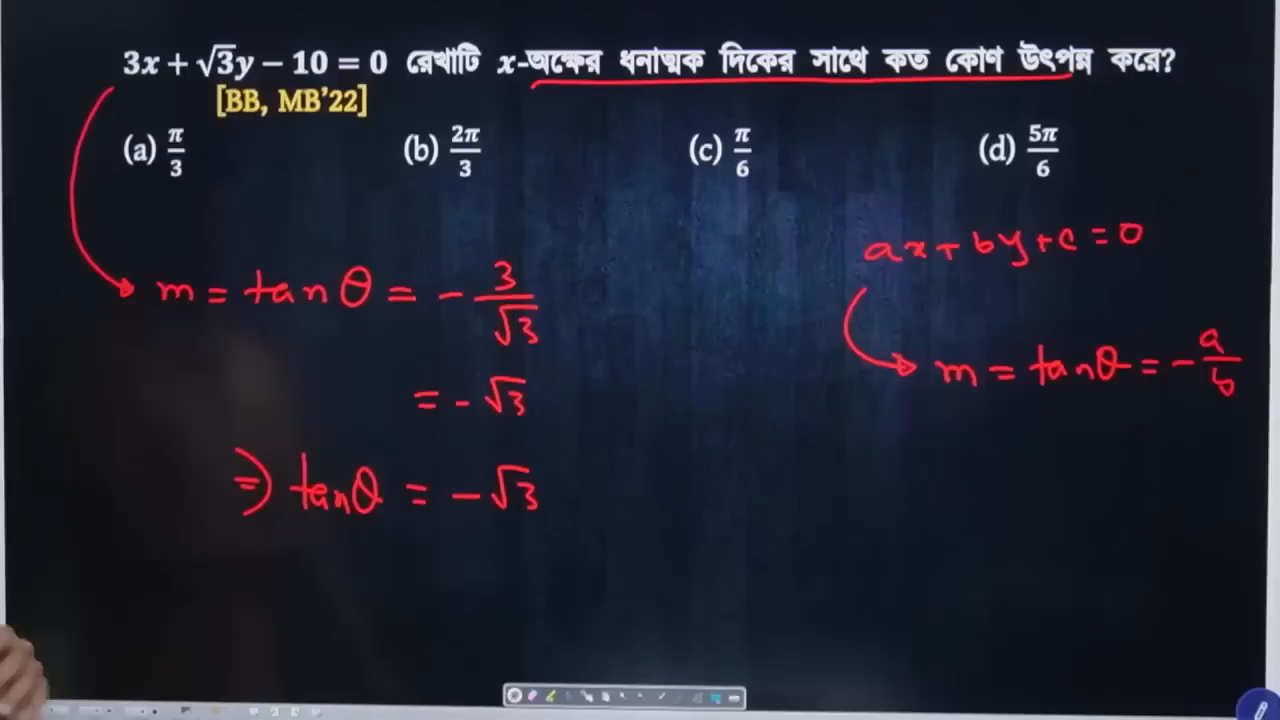 3x + √3y − 10 = 0 রেখাটি x-অক্ষের ধনাত্মক দিকের সাথে কত কোণ উৎপন্ন করে?
[BB, MB'22]
(a) π/3 (b) 2π/3 (c) π/6 (d) 5π/6
ax + by + c = 0
m = tanθ = − 3/√3
m = tanθ = − a/b
= − √3
⇒ tanθ = − √3